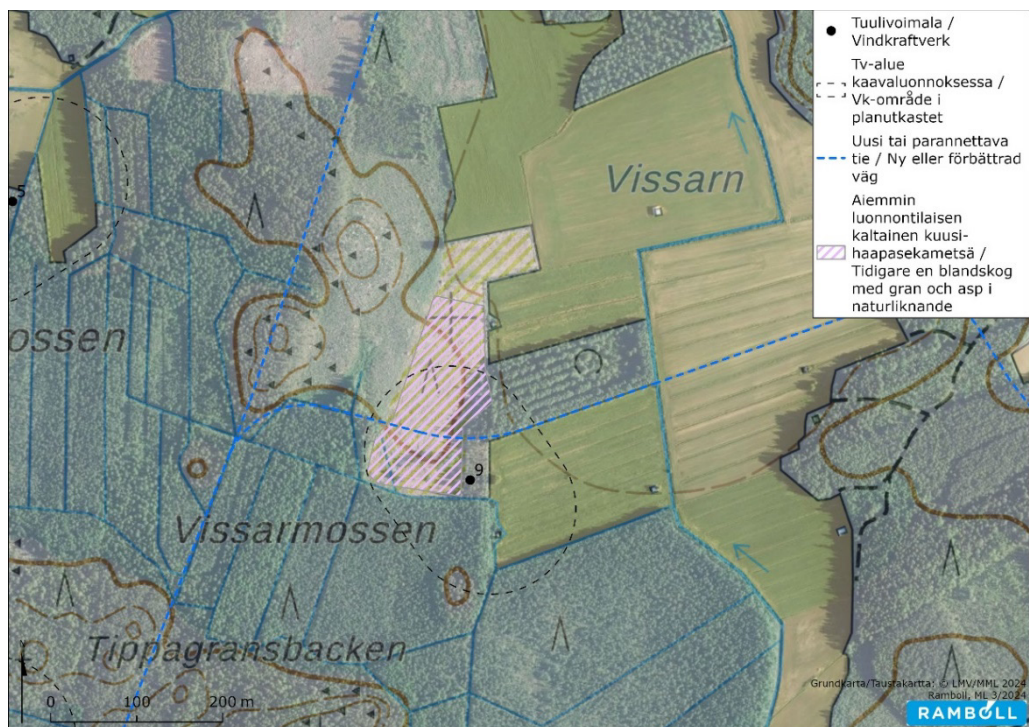 Tuulivoimala /
Vindkraftverk
Tv-alue
kaavaluonnoksessa /
Vk-område i
planutkastet
Uusi tai parannettava
tie / Ny eller förbättrad
väg
Aiemmin
luonnontilaisen
kaltainen kuusi-
haapasekametsä /
Tidigare en blandskog
med gran och asp i
naturliknande
Vissarn
5
ossen
9
Vissarmossen
Tippagransbacken
0 100 200 m
Grundkarta/Taustakartta: © LMV/MML 2024
Ramboll, ML 3/2024
RAMBOLL